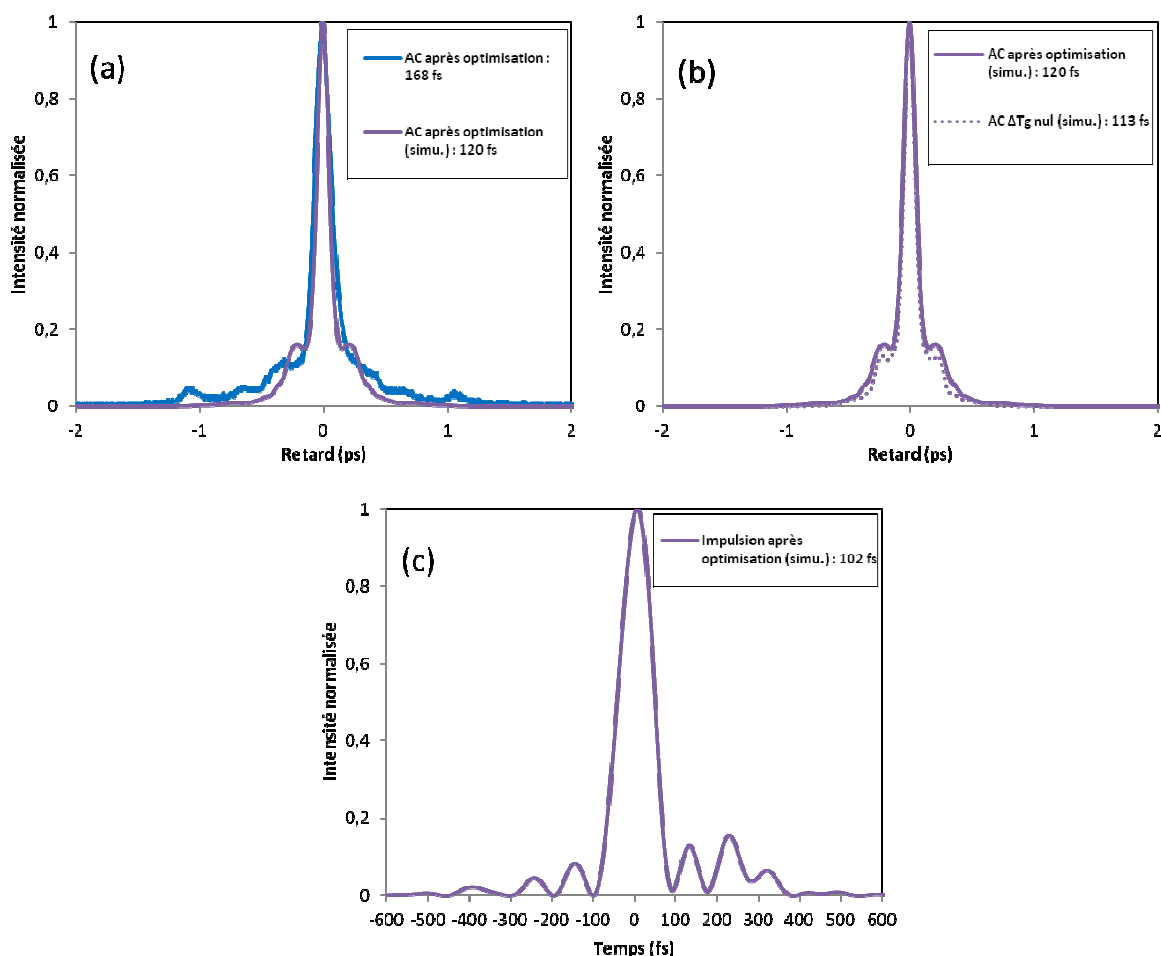 (a)
AC après optimisation :
168 fs
AC après optimisation
(simu.) : 120 fs
Intensité normalisée
1
0,8
0,6
0,4
0,2
0
-2
-1
0
1
2
Retard (ps)
(b)
AC après optimisation
(simu.) : 120 fs
AC ΔTg nul (simu.) : 113 fs
Intensité normalisée
1
0,8
0,6
0,4
0,2
0
-2
-1
0
1
2
Retard (ps)
(c)
Impulsion après
optimisation (simu.) : 102 fs
Intensité normalisée
1
0,8
0,6
0,4
0,2
0
-600 -500 -400 -300 -200 -100 0 100 200 300 400 500 600
Temps (fs)